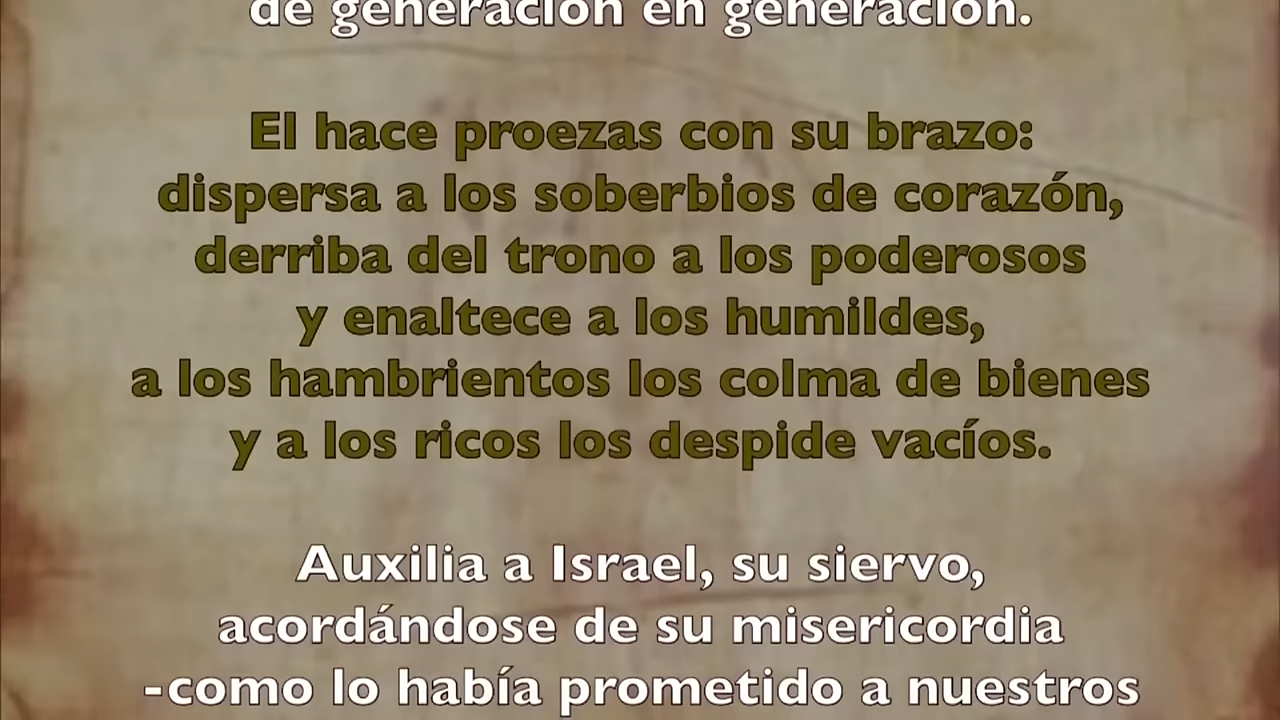 de generación en generación.
El hace proezas con su brazo:
dispersa a los soberbios de corazón,
derriba del trono a los poderosos
y enaltece a los humildes,
a los hambrientos los colma de bienes
y a los ricos los despide vacíos.
Auxilia a Israel, su siervo,
acordándose de su misericordia
-como lo había prometido a nuestros